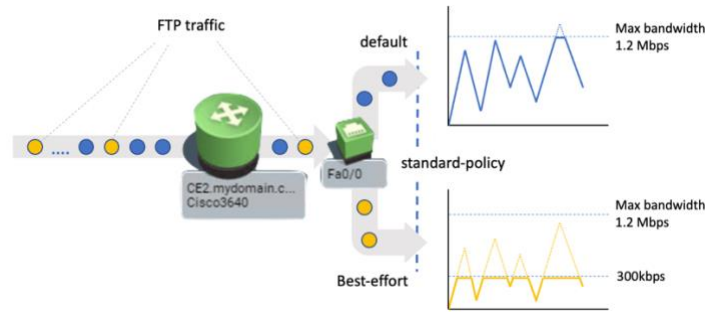 FTP traffic
default
Max bandwidth
1.2 Mbps
....
CE2.mydomain.c...
Cisco3640
Fa0/0
standard-policy
Max bandwidth
1.2 Mbps
300kbps
Best-effort